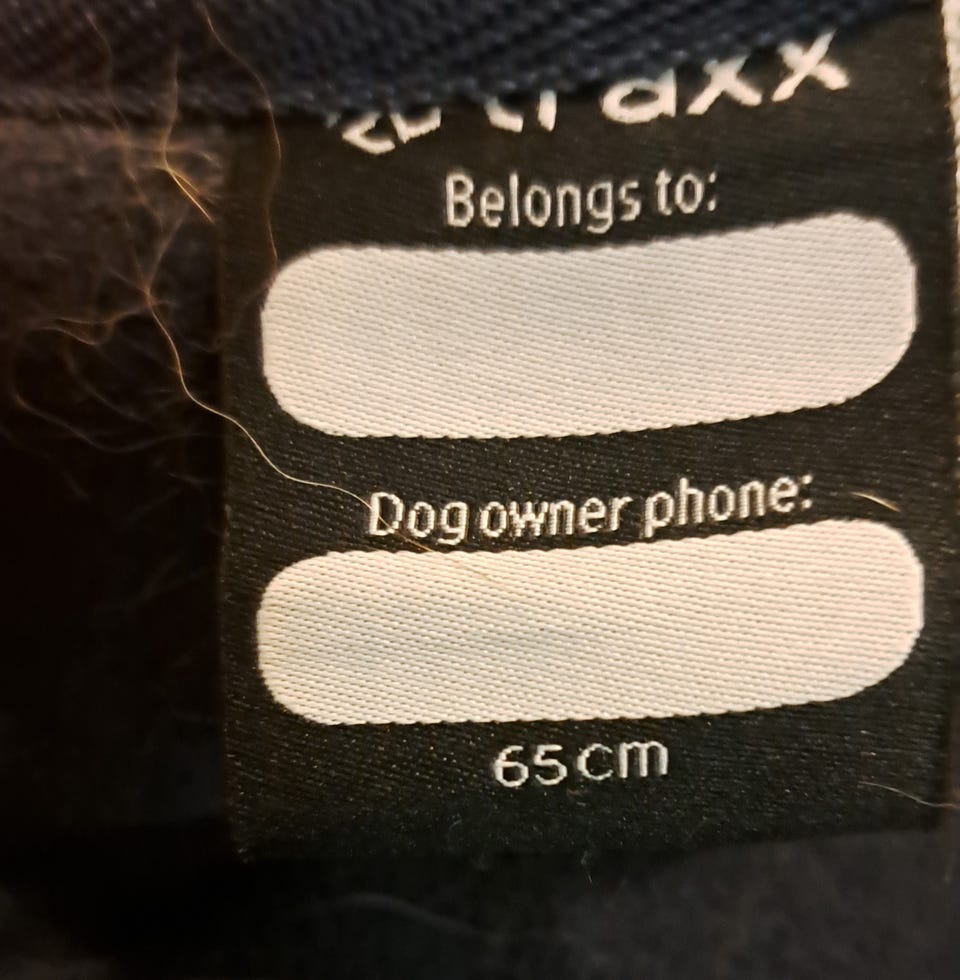 Belongs to:
Dog owner phone:
65cm